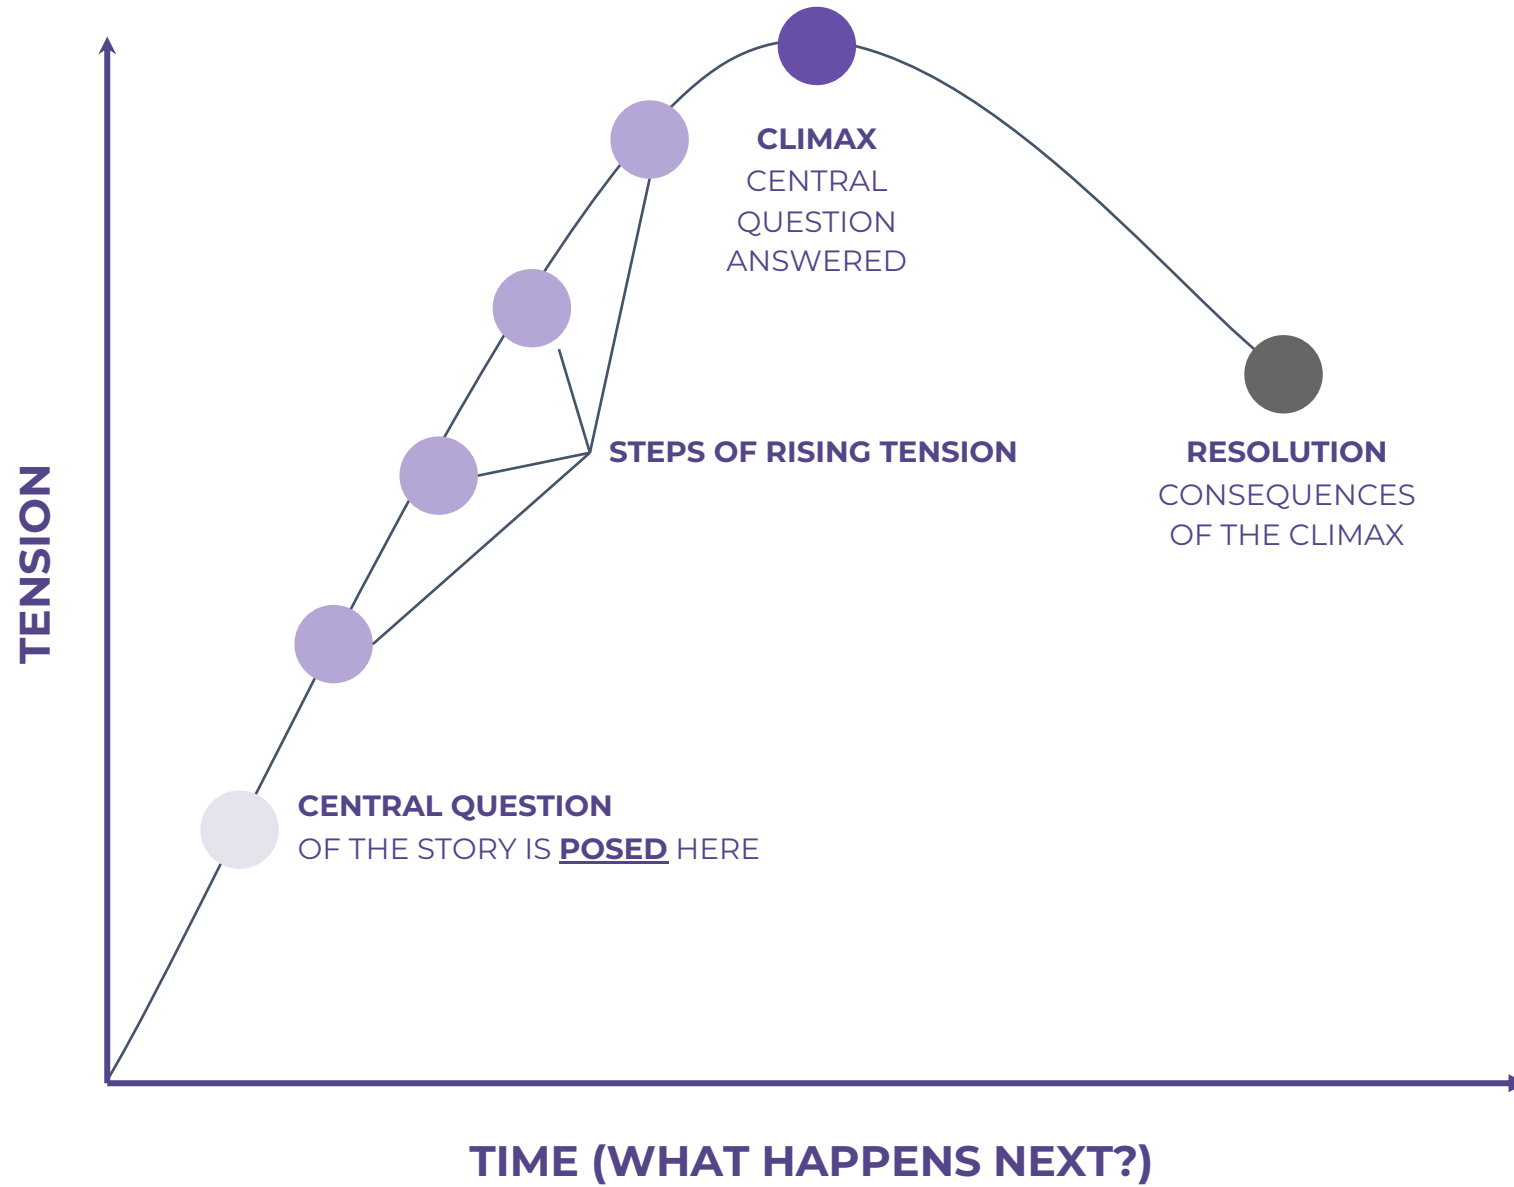 CLIMAX
CENTRAL
QUESTION
ANSWERED
STEPS OF RISING TENSION
RESOLUTION
CONSEQUENCES
OF THE CLIMAX
TENSION
CENTRAL QUESTION
OF THE STORY IS POSED HERE
TIME (WHAT HAPPENS NEXT?)